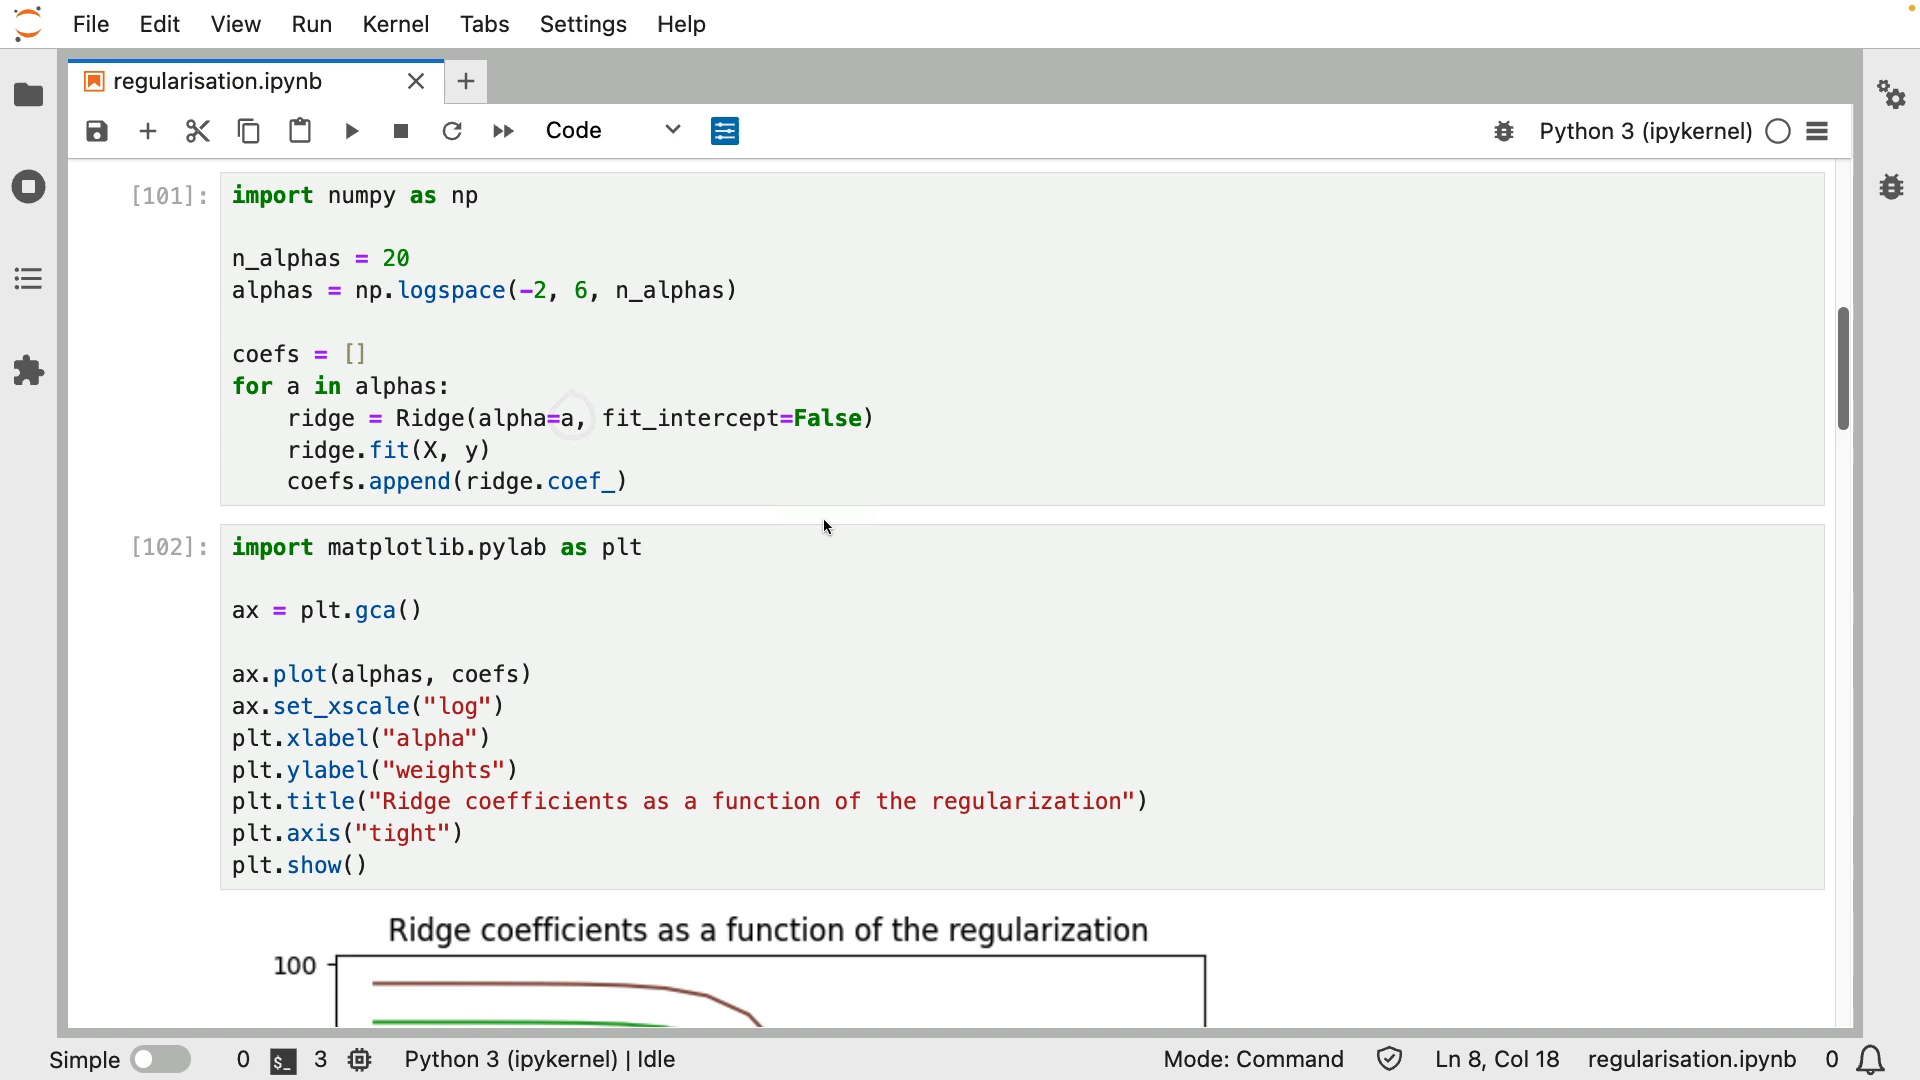 File Edit View Run Kernel Tabs Settings Help
regularisation.ipynb
Code
Python 3 (ipykernel)
[101]:
import numpy as np
n_alphas = 20
alphas = np.logspace(-2, 6, n_alphas)
coefs = []
for a in alphas:
    ridge = Ridge(alpha=a, fit_intercept=False)
    ridge.fit(X, y)
    coefs.append(ridge.coef_)
[102]:
import matplotlib.pylab as plt
ax = plt.gca()
ax.plot(alphas, coefs)
ax.set_xscale("log")
plt.xlabel("alpha")
plt.ylabel("weights")
plt.title("Ridge coefficients as a function of the regularization")
plt.axis("tight")
plt.show()
Ridge coefficients as a function of the regularization
100
Simple 0 $_ 3 Python 3 (ipykernel) | Idle Mode: Command Ln 8, Col 18 regularisation.ipynb 0